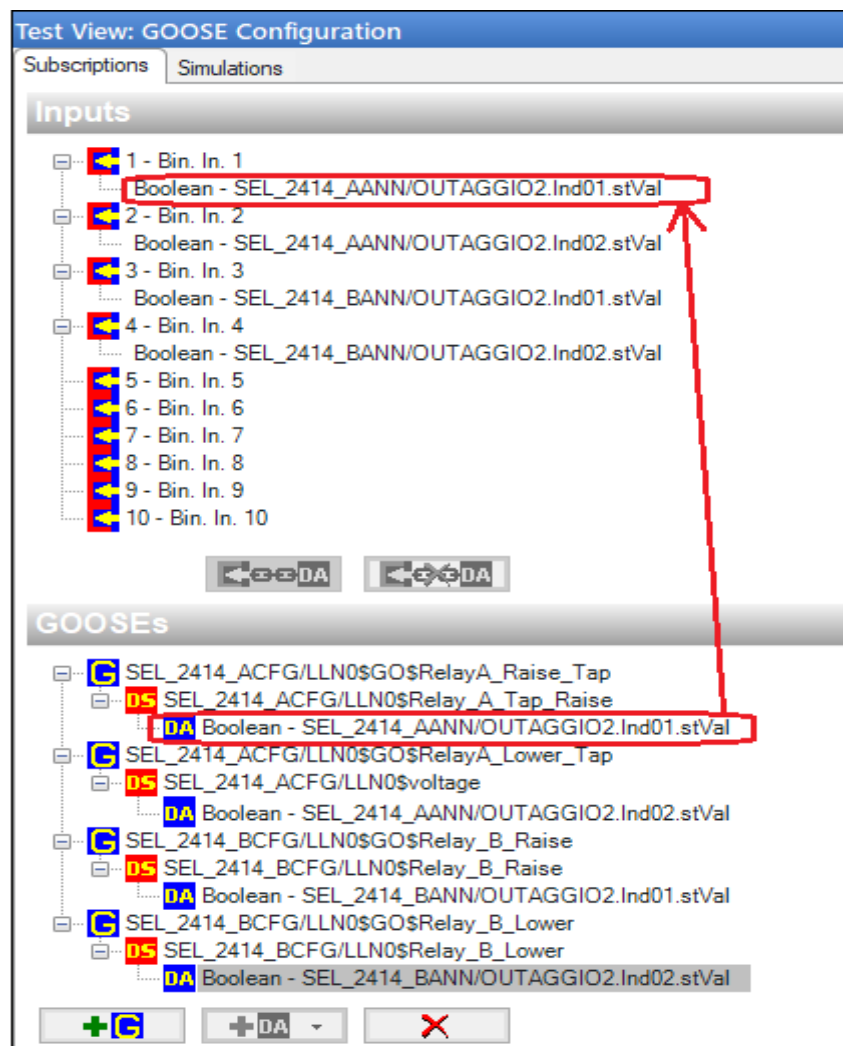 Test View: GOOSE Configuration
Subscriptions Simulations
Inputs
1 - Bin. In. 1
Boolean - SEL_2414_AANN/OUTAGGIO2.Ind01.stVal
2 - Bin. In. 2
Boolean - SEL_2414_AANN/OUTAGGIO2.Ind02.stVal
3 - Bin. In. 3
Boolean - SEL_2414_BANN/OUTAGGIO2.Ind01.stVal
4 - Bin. In. 4
Boolean - SEL_2414_BANN/OUTAGGIO2.Ind02.stVal
5 - Bin. In. 5
6 - Bin. In. 6
7 - Bin. In. 7
8 - Bin. In. 8
9 - Bin. In. 9
10 - Bin. In. 10
DA DA
GOOSEs
G SEL_2414_ACFG/LLN0$GO$RelayA_Raise_Tap
DS SEL_2414_ACFG/LLN0$Relay_A_Tap_Raise
DA Boolean - SEL_2414_AANN/OUTAGGIO2.Ind01.stVal
G SEL_2414_ACFG/LLN0$GO$RelayA_Lower_Tap
DS SEL_2414_ACFG/LLN0$voltage
DA Boolean - SEL_2414_AANN/OUTAGGIO2.Ind02.stVal
G SEL_2414_BCFG/LLN0$GO$Relay_B_Raise
DS SEL_2414_BCFG/LLN0$Relay_B_Raise
DA Boolean - SEL_2414_BANN/OUTAGGIO2.Ind01.stVal
G SEL_2414_BCFG/LLN0$GO$Relay_B_Lower
DS SEL_2414_BCFG/LLN0$Relay_B_Lower
DA Boolean - SEL_2414_BANN/OUTAGGIO2.Ind02.stVal
+G +DA